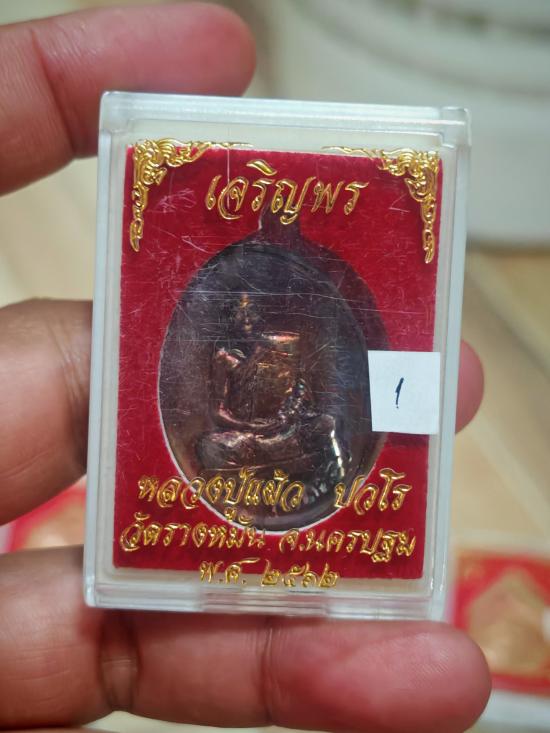 เจริญพร
1
หลวงปู่แผ้ว ปวโร
วัดรางหมัน จ.นครปฐม
พ.ศ. ๒๕๖๒